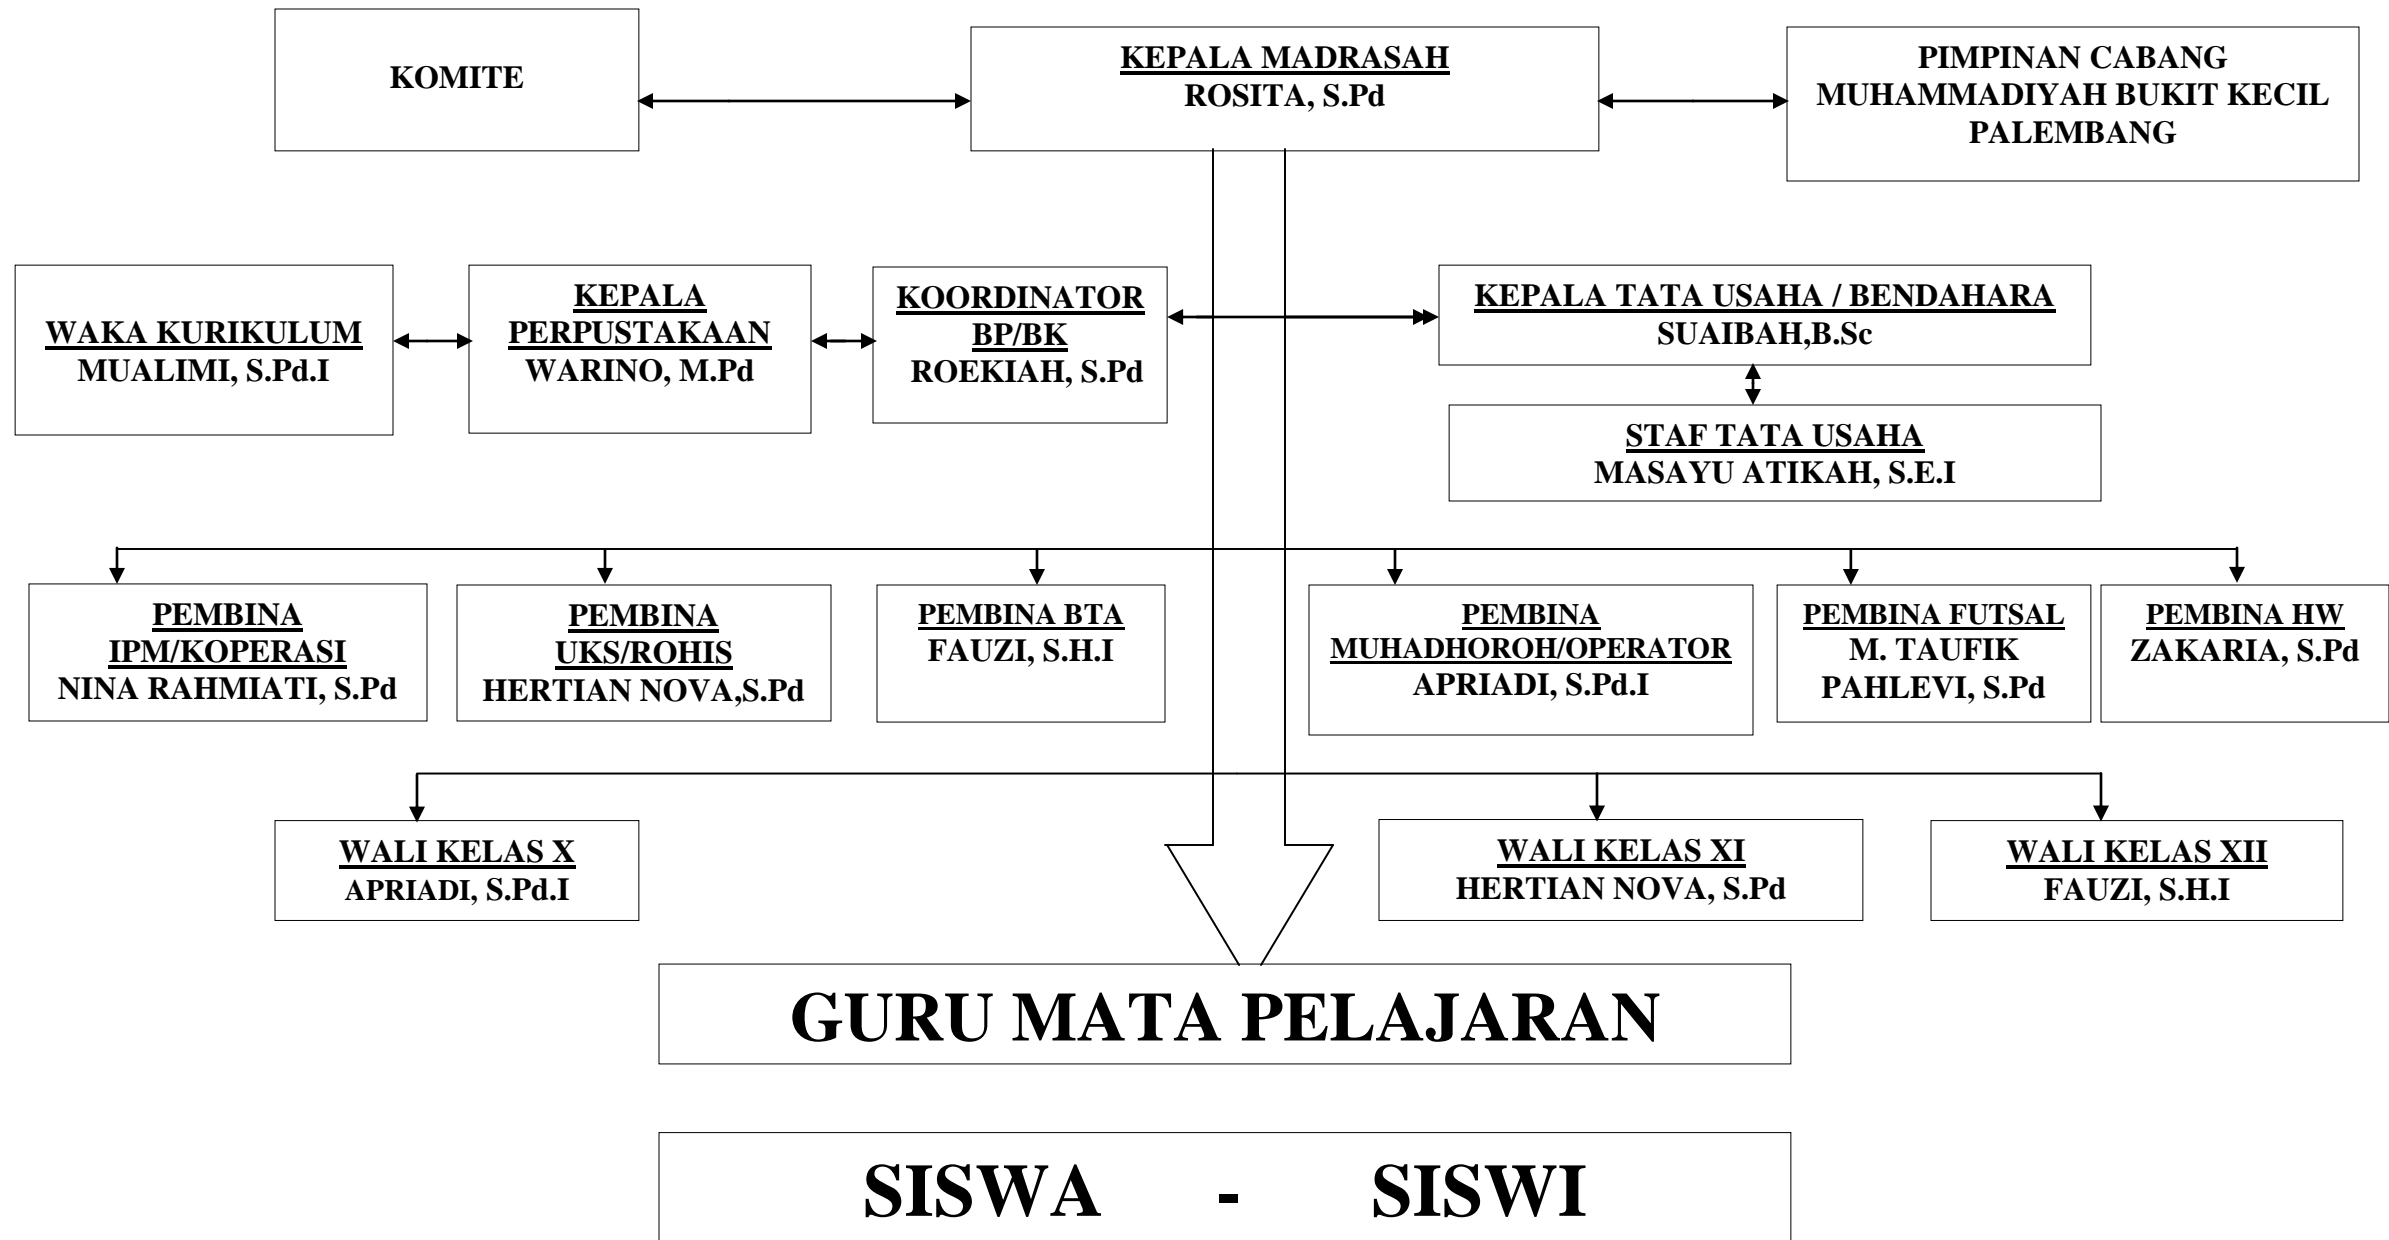 KOMITE
KEPALA MADRASAH
ROSITA, S.Pd
PIMPINAN CABANG
MUHAMMADIYAH BUKIT KECIL
PALEMBANG
WAKA KURIKULUM
MUALIMI, S.Pd.I
KEPALA
PERPUSTAKAAN
WARINO, M.Pd
KOORDINATOR
BP/BK
ROEKIAH, S.Pd
KEPALA TATA USAHA / BENDAHARA
SUAIBAH,B.Sc
STAF TATA USAHA
MASAYU ATIKAH, S.E.I
PEMBINA
IPM/KOPERASI
NINA RAHMIATI, S.Pd
PEMBINA
UKS/ROHIS
HERTIAN NOVA,S.Pd
PEMBINA BTA
FAUZI, S.H.I
PEMBINA
MUHADHOROH/OPERATOR
APRIADI, S.Pd.I
PEMBINA FUTSAL
M. TAUFIK
PAHLEVI, S.Pd
PEMBINA HW
ZAKARIA, S.Pd
WALI KELAS X
APRIADI, S.Pd.I
WALI KELAS XI
HERTIAN NOVA, S.Pd
WALI KELAS XII
FAUZI, S.H.I
GURU MATA PELAJARAN
SISWA - SISWI